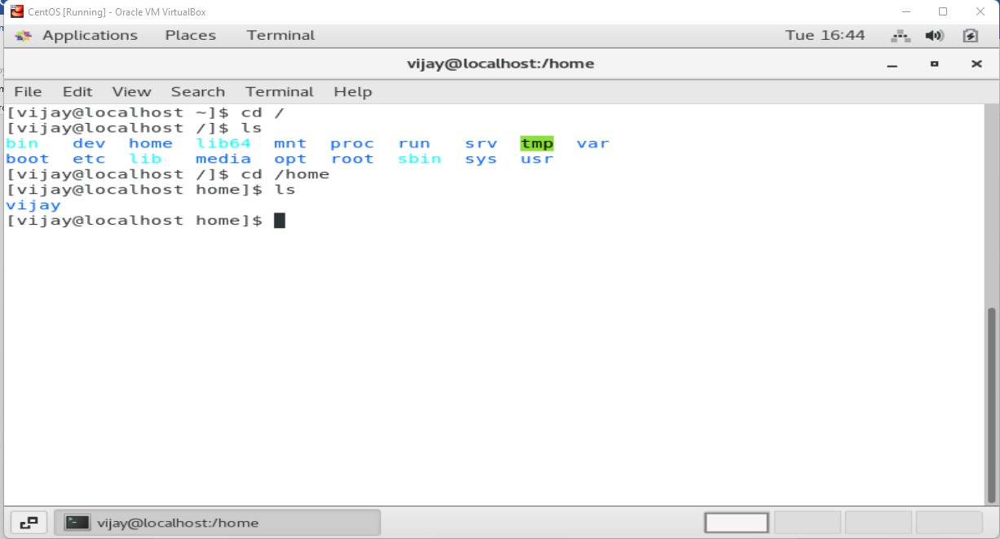 CentOS [Running] - Oracle VM VirtualBox
Applications Places Terminal Tue 16:44
vijay@localhost:/home
File Edit View Search Terminal Help
[vijay@localhost ~]$ cd /
[vijay@localhost /]$ ls
bin dev home lib64 mnt proc run srv tmp var
boot etc lib media opt root sbin sys usr
[vijay@localhost /]$ cd /home
[vijay@localhost home]$ ls
vijay
[vijay@localhost home]$
vijay@localhost:/home